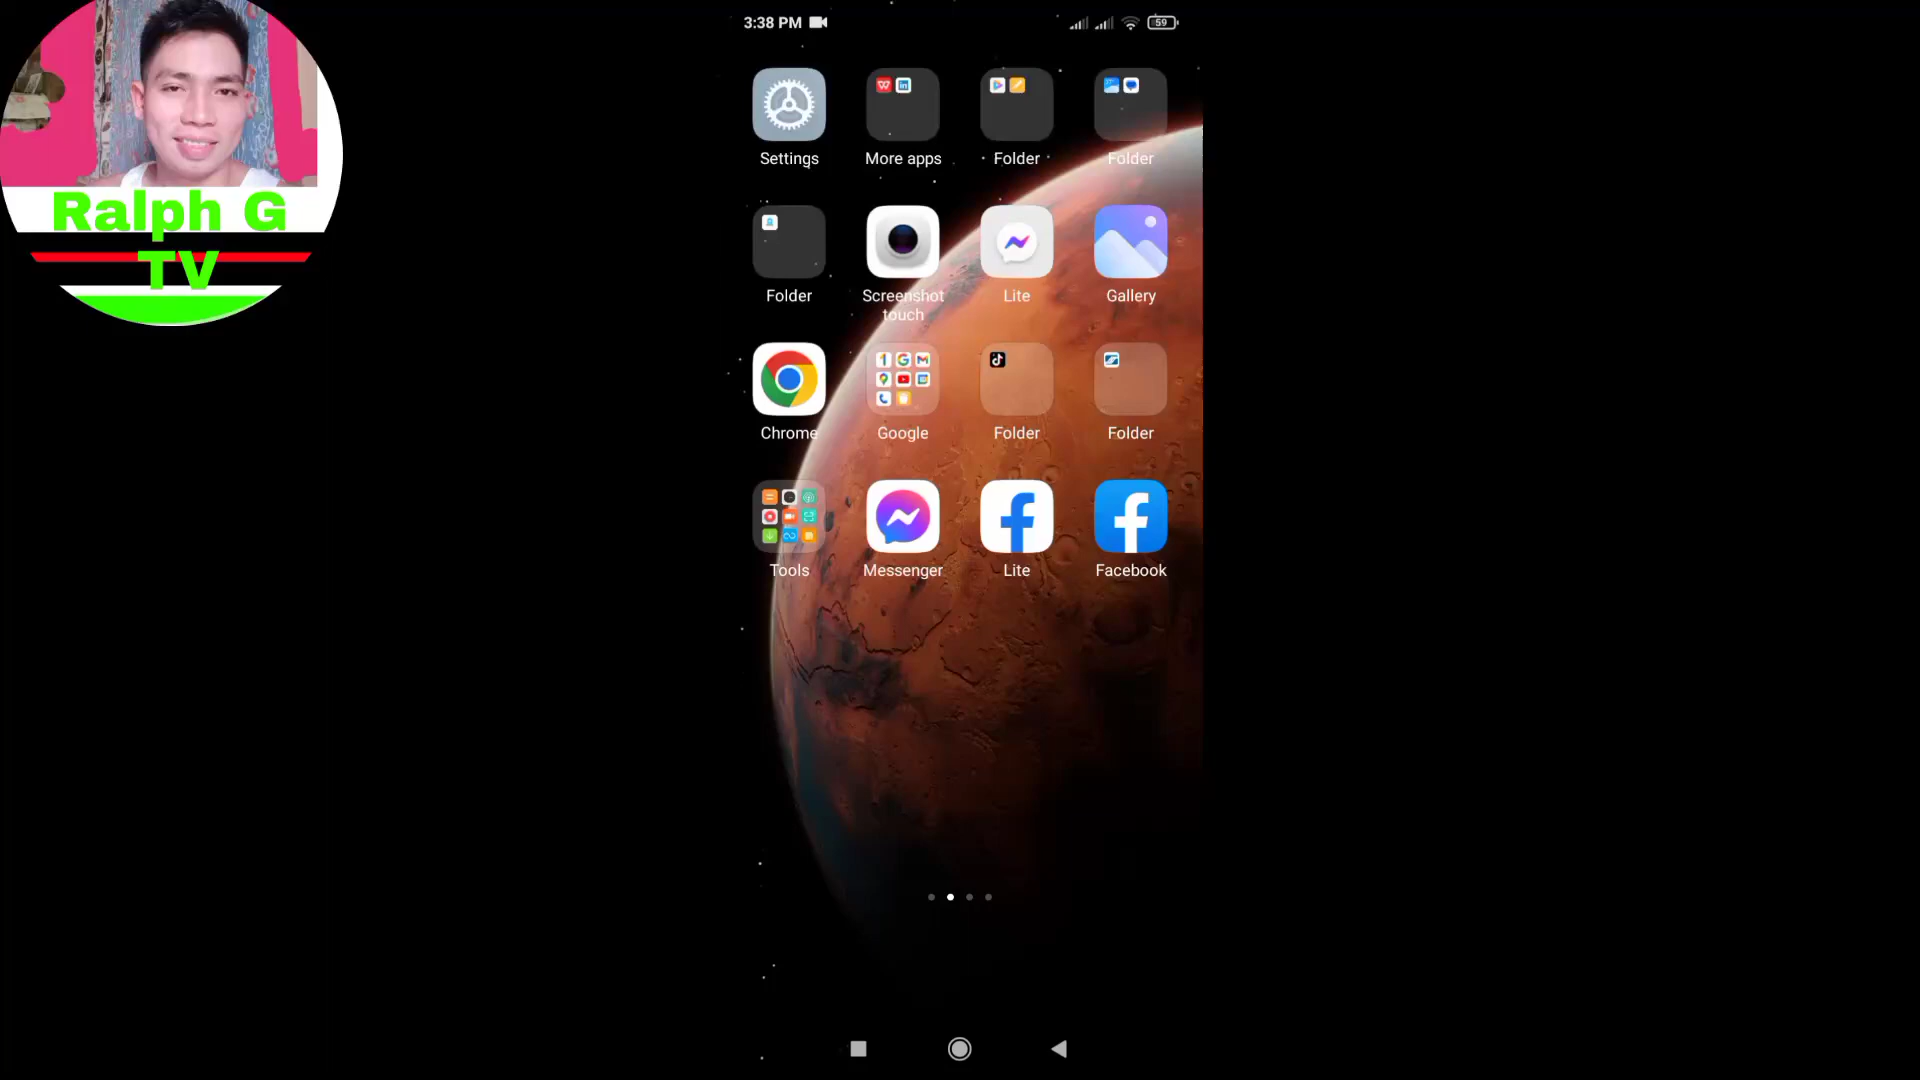 3:38 PM
59
Settings
More apps
Folder
Folder
Folder
Screenshot
touch
Lite
Gallery
Chrome
Google
Folder
Folder
Tools
Messenger
Lite
Facebook
Ralph G
TV